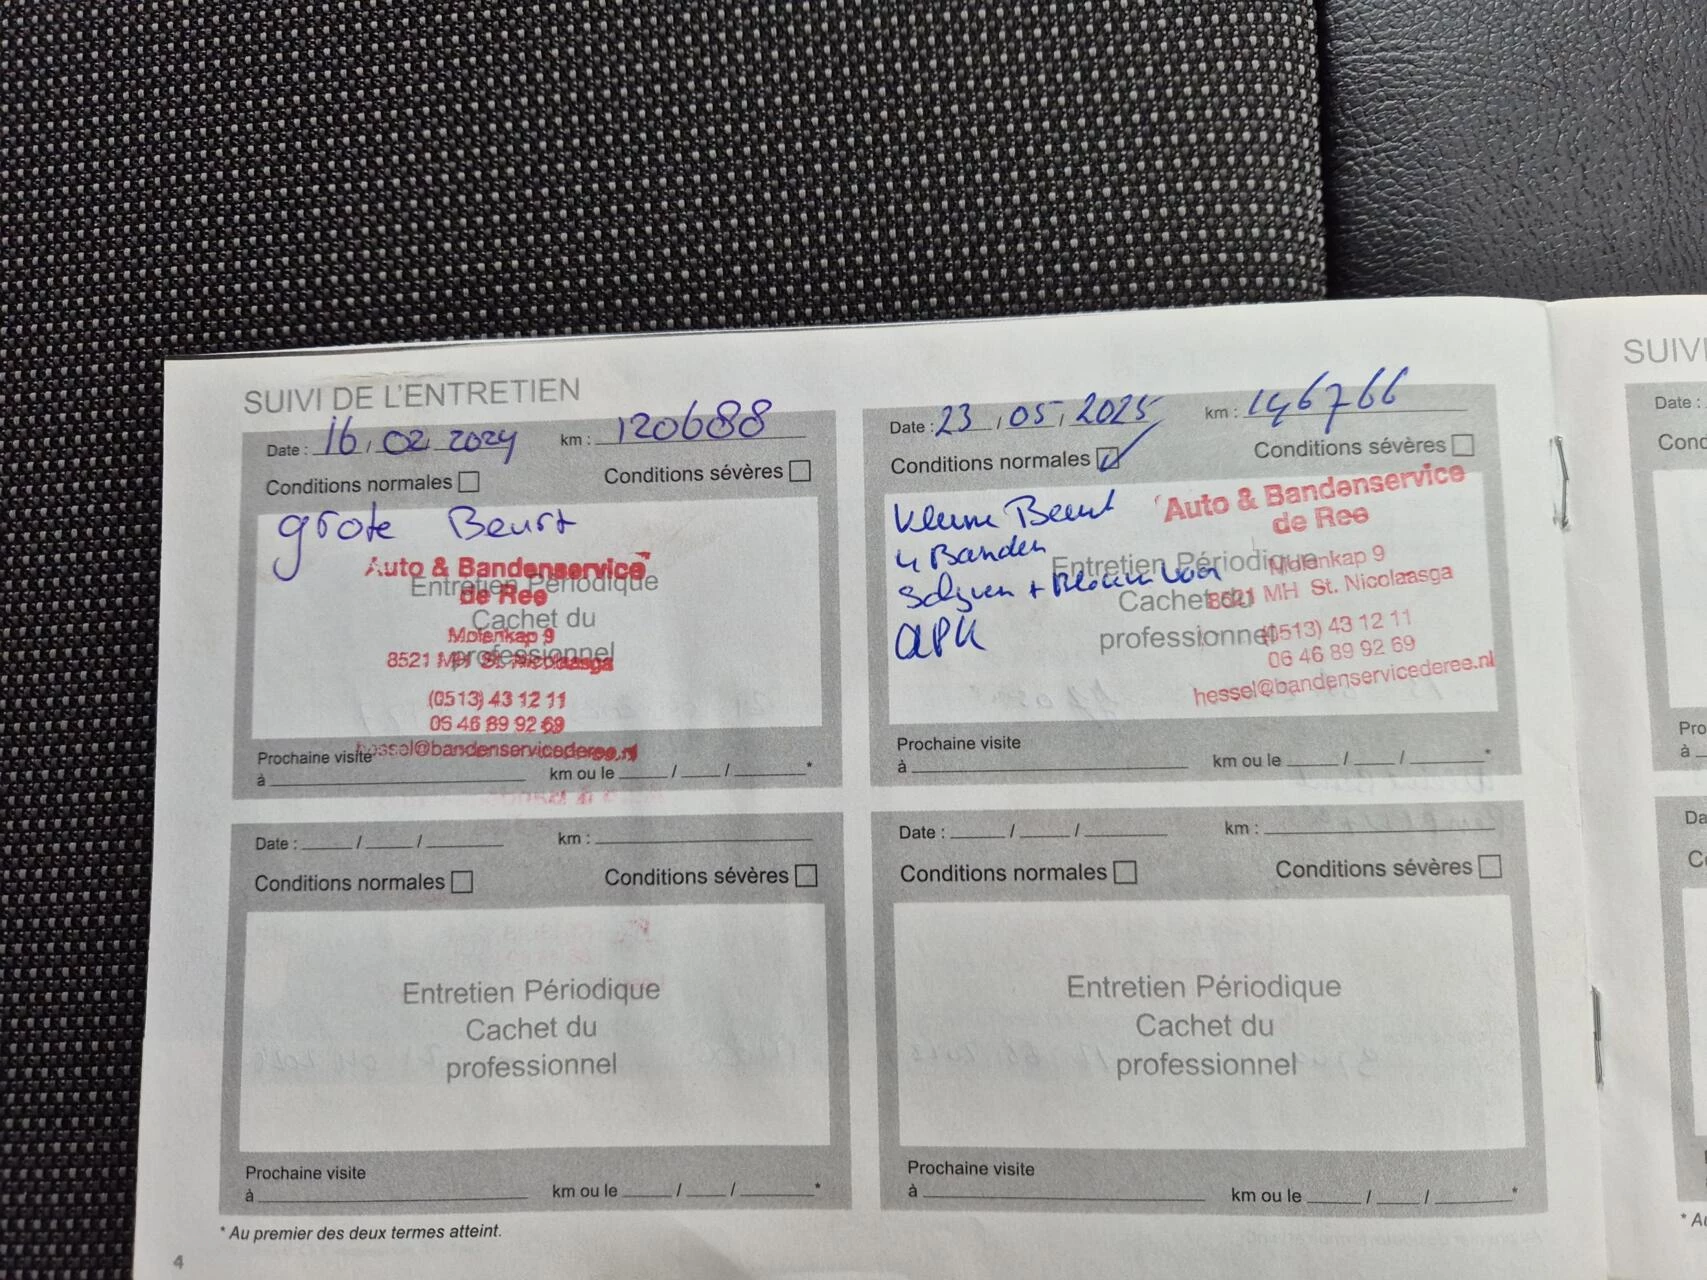 SUIVI DE L'ENTRETIEN
Date : 16 / 02 / 2024 km : 120688
Conditions normales Conditions sévères
grote Beurt
Auto & Bandenservice
de Ree
Entretien Périodique
Cachet du
professionnel
Molenkap 9
8521 MH St. Nicolaasga
(0513) 43 12 11
06 46 89 92 69
hessel@bandenservicederee.nl
Prochaine visite
à km ou le / / *
Date : 23 / 05 / 2025 km : 146766
Conditions normales Conditions sévères
kleine Beurt
4 Banden
Schijven + Blokken voor
APK
Auto & Bandenservice
de Ree
Entretien Périodique
Cachet du
professionnel
Molenkap 9
8521 MH St. Nicolaasga
(0513) 43 12 11
06 46 89 92 69
hessel@bandenservicederee.nl
Prochaine visite
à km ou le / / *
Date : / / km :
Conditions normales Conditions sévères
Entretien Périodique
Cachet du
professionnel
Prochaine visite
à km ou le / / *
Date : / / km :
Conditions normales Conditions sévères
Entretien Périodique
Cachet du
professionnel
Prochaine visite
à km ou le / / *
* Au premier des deux termes atteint.
4
SUIVI
Date :